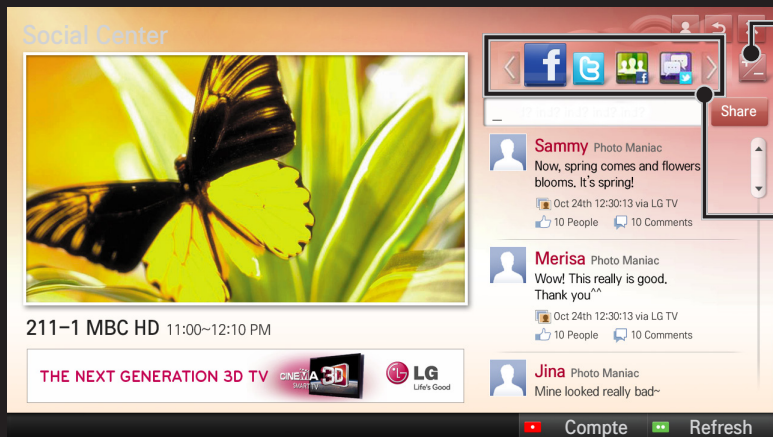 Social Center
Share
Sammy Photo Maniac
Now, spring comes and flowers
blooms. It's spring!
Oct 24th 12:30:13 via LG TV
10 People 10 Comments
Merisa Photo Maniac
Wow! This really is good.
Thank you^^
Oct 24th 12:30:13 via LG TV
10 People 10 Comments
Jina Photo Maniac
Mine looked really bad~
211-1 MBC HD 11:00~12:10 PM
THE NEXT GENERATION 3D TV CINEMA 3D SMART TV LG
Life's Good
Compte Refresh